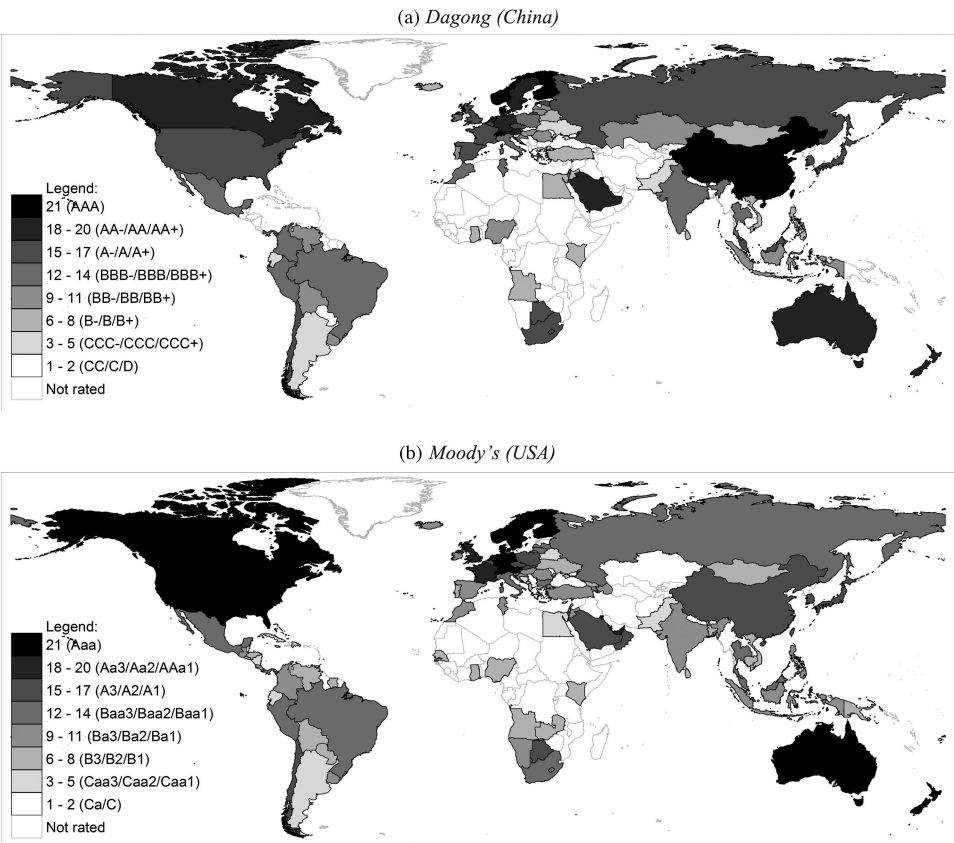 (a) Dagong (China)
Legend:
21 (AAA)
18 - 20 (AA-/AA/AA+)
15 - 17 (A-/A/A+)
12 - 14 (BBB-/BBB/BBB+)
9 - 11 (BB-/BB/BB+)
6 - 8 (B-/B/B+)
3 - 5 (CCC-/CCC/CCC+)
1 - 2 (CC/C/D)
Not rated
(b) Moody's (USA)
Legend:
21 (Aaa)
18 - 20 (Aa3/Aa2/AAa1)
15 - 17 (A3/A2/A1)
12 - 14 (Baa3/Baa2/Baa1)
9 - 11 (Ba3/Ba2/Ba1)
6 - 8 (B3/B2/B1)
3 - 5 (Caa3/Caa2/Caa1)
1 - 2 (Ca/C)
Not rated